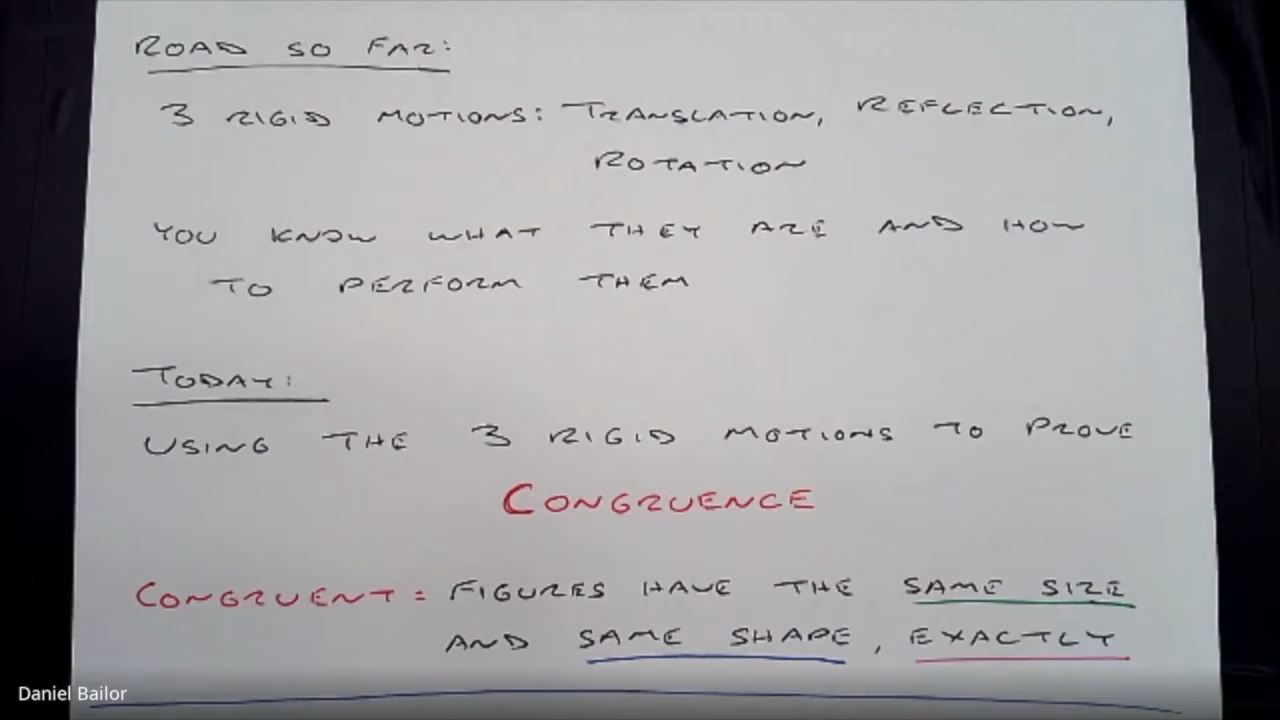 ROAD SO FAR:
3 RIGID MOTIONS: TRANSLATION, REFLECTION,
ROTATION
YOU KNOW WHAT THEY ARE AND HOW
TO PERFORM THEM
TODAY:
USING THE 3 RIGID MOTIONS TO PROVE
CONGRUENCE
CONGRUENT = FIGURES HAVE THE SAME SIZE
AND SAME SHAPE, EXACTLY
Daniel Bailor